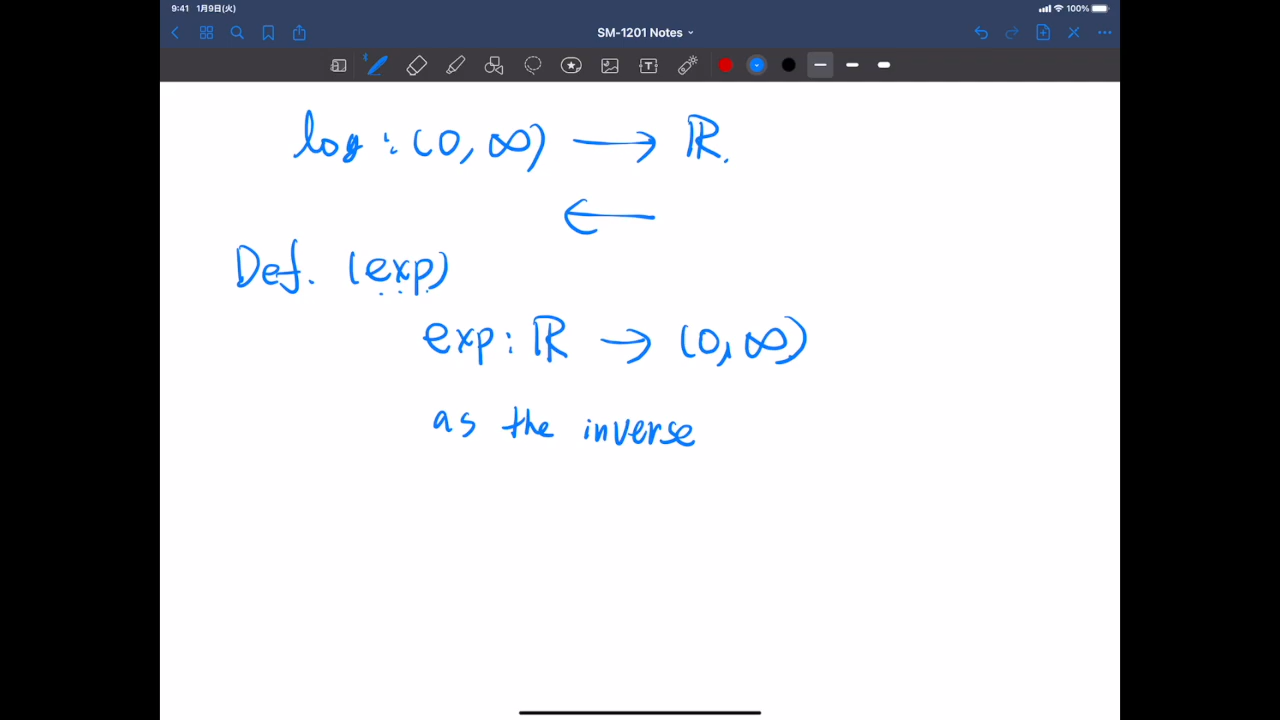 9:41 1月9日(火) 100%
SM-1201 Notes
log : (0, ∞) → ℝ.
←
Def. (exp)
exp : ℝ → (0, ∞)
as the inverse